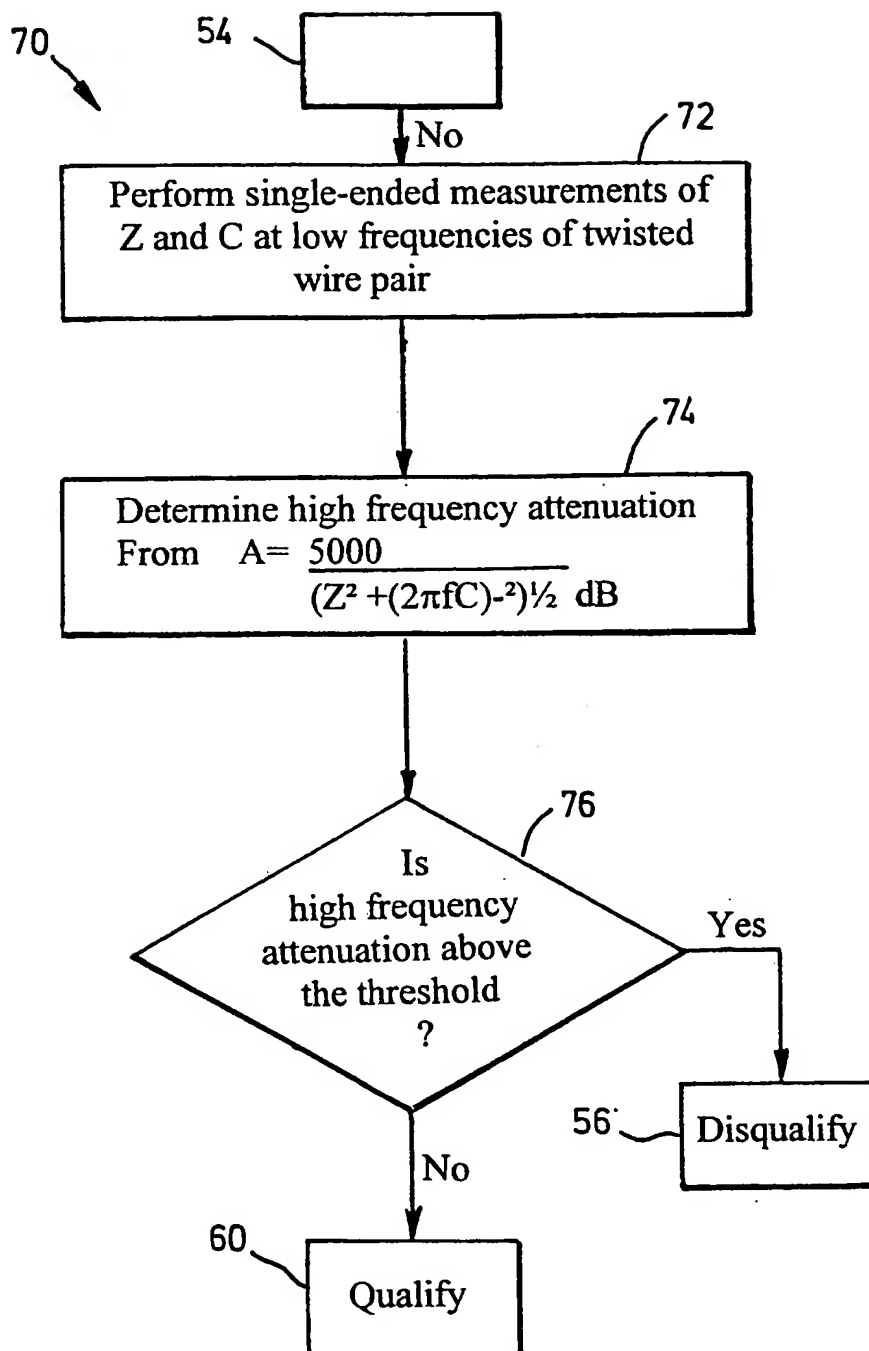 70
54
No
72
Perform single-ended measurements of
Z and C at low frequencies of twisted
wire pair
74
Determine high frequency attenuation
From A= 5000
(Z² +(2πfC)-²)½ dB
76
Is
high frequency
attenuation above
the threshold
?
Yes
56
Disqualify
No
60
Qualify